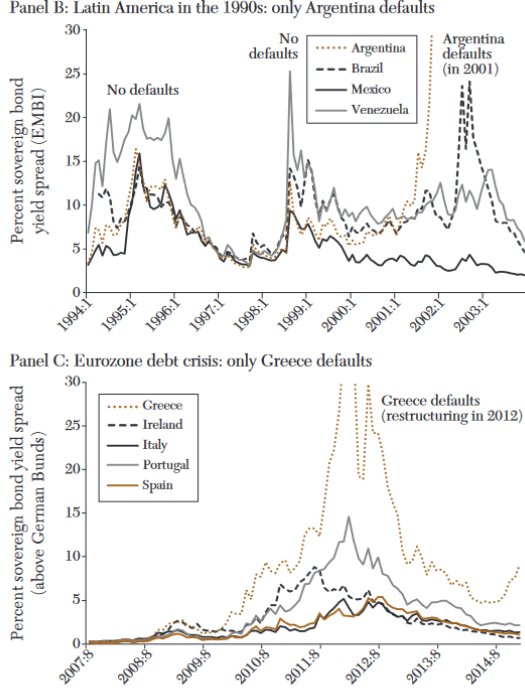 Panel B: Latin America in the 1990s: only Argentina defaults
Percent sovereign bond
yield spread (EMBI)
30
25
20
15
10
5
0
No defaults
No
defaults
Argentina
Brazil
Mexico
Venezuela
Argentina
defaults
(in 2001)
1994:1
1995:1
1996:1
1997:1
1998:1
1999:1
2000:1
2001:1
2002:1
2003:1
Panel C: Eurozone debt crisis: only Greece defaults
Percent sovereign bond yield spread
(above German Bunds)
30
25
20
15
10
5
0
Greece
Ireland
Italy
Portugal
Spain
Greece defaults
(restructuring in 2012)
2007:8
2008:8
2009:8
2010:8
2011:8
2012:8
2013:8
2014:8